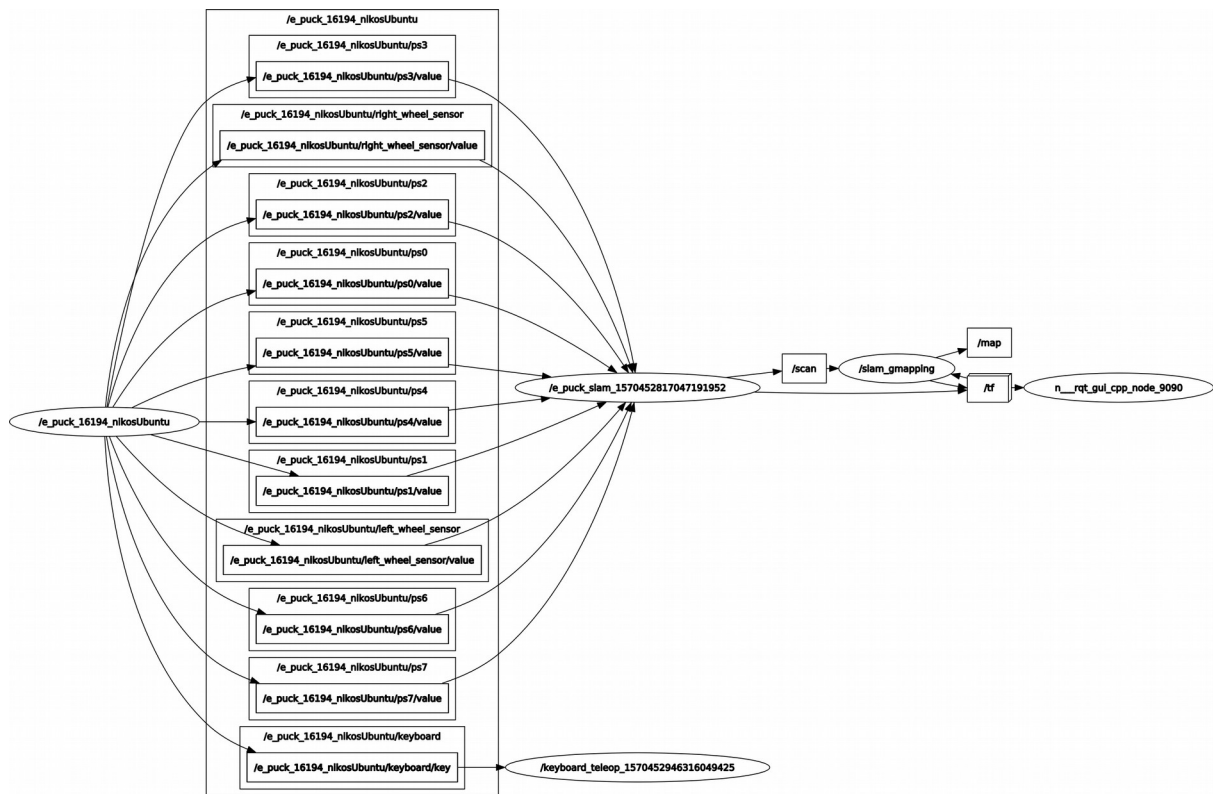 /e_puck_16194_nikosUbuntu
/e_puck_16194_nikosUbuntu/ps3
/e_puck_16194_nikosUbuntu/ps3/value
/e_puck_16194_nikosUbuntu/right_wheel_sensor
/e_puck_16194_nikosUbuntu/right_wheel_sensor/value
/e_puck_16194_nikosUbuntu/ps2
/e_puck_16194_nikosUbuntu/ps2/value
/e_puck_16194_nikosUbuntu/ps0
/e_puck_16194_nikosUbuntu/ps0/value
/e_puck_16194_nikosUbuntu/ps5
/e_puck_16194_nikosUbuntu/ps5/value
/e_puck_16194_nikosUbuntu/ps4
/e_puck_16194_nikosUbuntu/ps4/value
/e_puck_16194_nikosUbuntu/ps1
/e_puck_16194_nikosUbuntu/ps1/value
/e_puck_16194_nikosUbuntu/left_wheel_sensor
/e_puck_16194_nikosUbuntu/left_wheel_sensor/value
/e_puck_16194_nikosUbuntu/ps6
/e_puck_16194_nikosUbuntu/ps6/value
/e_puck_16194_nikosUbuntu/ps7
/e_puck_16194_nikosUbuntu/ps7/value
/e_puck_16194_nikosUbuntu/keyboard
/e_puck_16194_nikosUbuntu/keyboard/key
/e_puck_16194_nikosUbuntu
/e_puck_slam_1570452817047191952
/keyboard_teleop_1570452946316049425
/scan
/slam_gmapping
/map
/tf
n___rqt_gui_cpp_node_9090